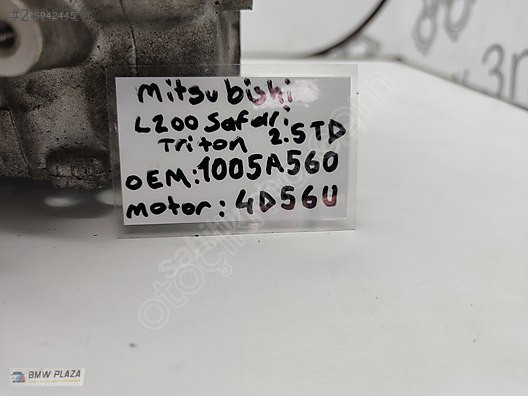 Mitsubishi
L200 Safari
Triton 2.5TD
OEM: 1005A560
motor: 4D56U
BMW PLAZA